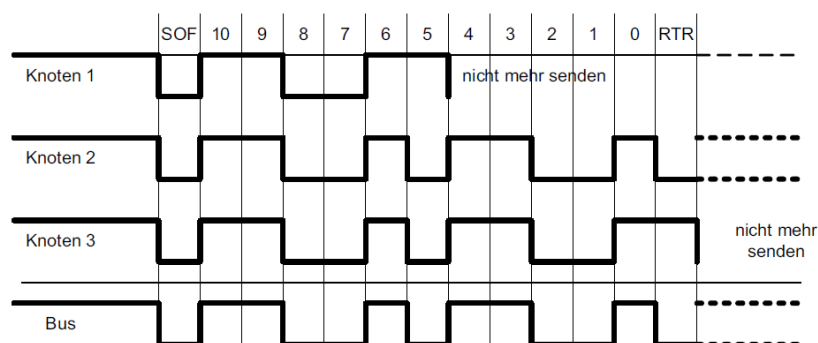 SOF 10 9 8 7 6 5 4 3 2 1 0 RTR
Knoten 1
nicht mehr senden
Knoten 2
Knoten 3
nicht mehr
senden
Bus